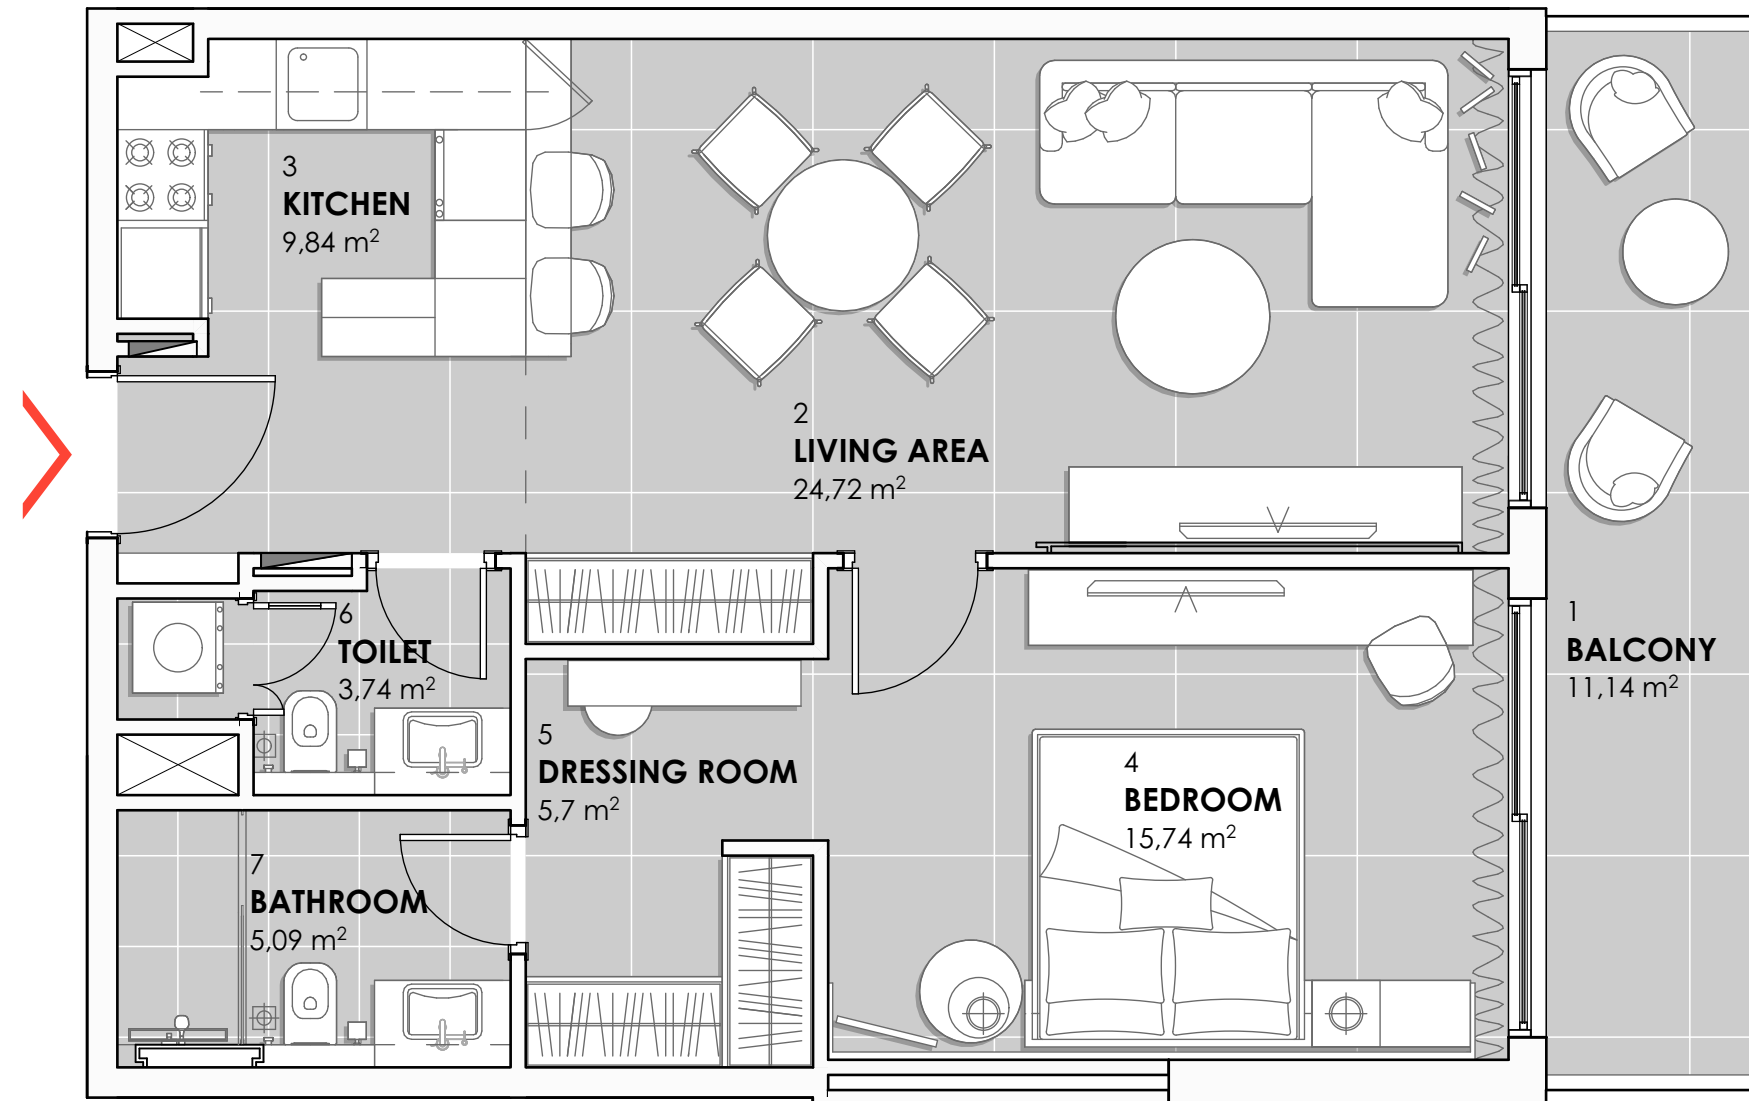 3
KITCHEN
9,84 m²
2
LIVING AREA
24,72 m²
1
BALCONY
11,14 m²
6
TOILET
3,74 m²
5
DRESSING ROOM
5,7 m²
4
BEDROOM
15,74 m²
7
BATHROOM
5,09 m²